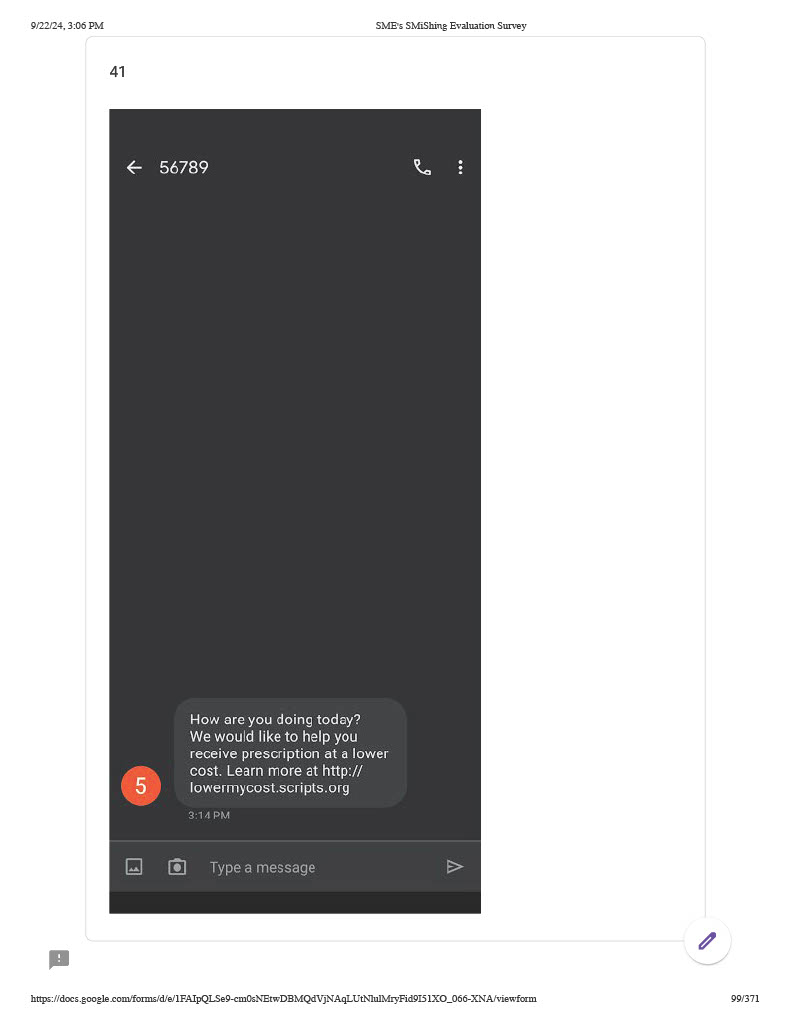 9/22/24, 3:06 PM
SME's SMiShing Evaluation Survey
41
56789
How are you doing today?
We would like to help you
receive prescription at a lower
cost. Learn more at http://
lowermycost.scripts.org
5
3:14 PM
Type a message
https://docs.google.com/forms/d/e/1FAIpQLSe9-cm0sNEtwDBMQdVjNAqLUtNlulMryFid9I51XO_066-XNA/viewform
99/371